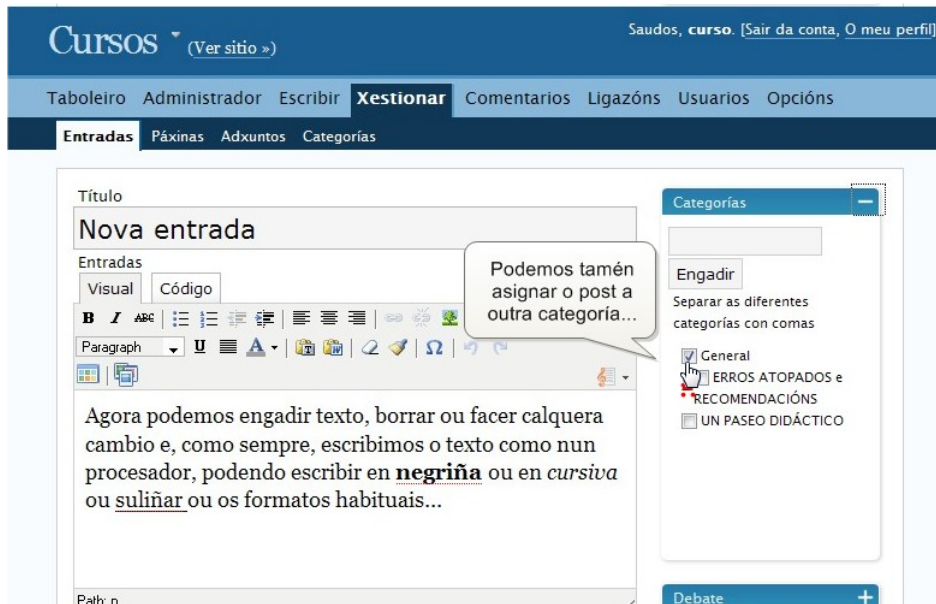 Cursos (Ver sitio »)
Saudos, curso. [Sair da conta, O meu perfil]
Taboleiro Administrador Escribir Xestionar Comentarios Ligazóns Usuarios Opcións
Entradas Páxinas Adxuntos Categorías
Título
Nova entrada
Entradas
Visual Código
B I ABC
Paragraph U A T W Ω
Agora podemos engadir texto, borrar ou facer calquera
cambio e, como sempre, escribimos o texto como nun
procesador, podendo escribir en negriña ou en cursiva
ou suliñar ou os formatos habituais...
Path: p
Podemos tamén
asignar o post a
outra categoría...
Categorías
Engadir
Separar as diferentes
categorías con comas
General
ERROS ATOPADOS e
RECOMENDACIÓNS
UN PASEO DIDÁCTICO
Debate